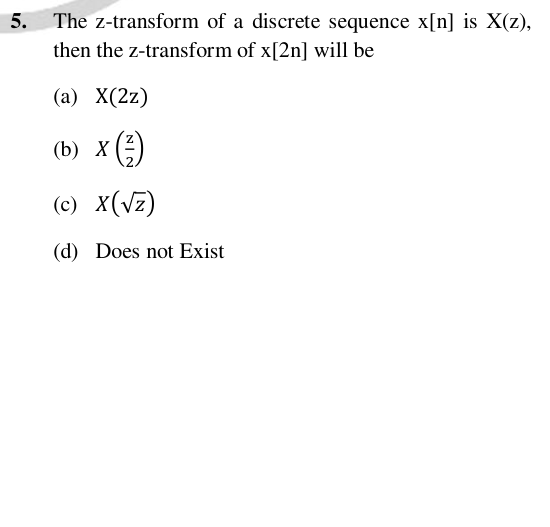 5. The z-transform of a discrete sequence x[n] is X(z),
then the z-transform of x[2n] will be
(a) X(2z)
(b) X(z/2)
(c) X(√z)
(d) Does not Exist